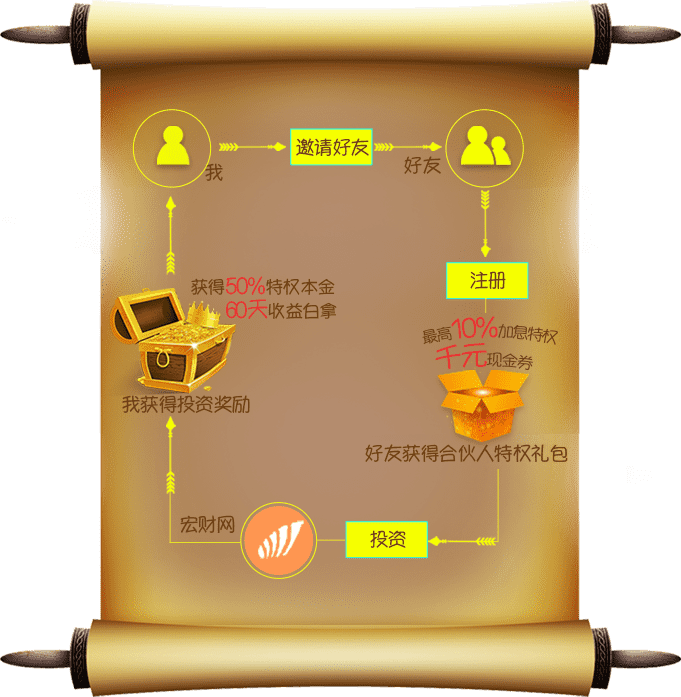 我
邀请好友
好友
注册
最高10%加息特权
千元现金券
好友获得合伙人特权礼包
投资
宏财网
我获得投资奖励
获得50%特权本金
60天收益白拿